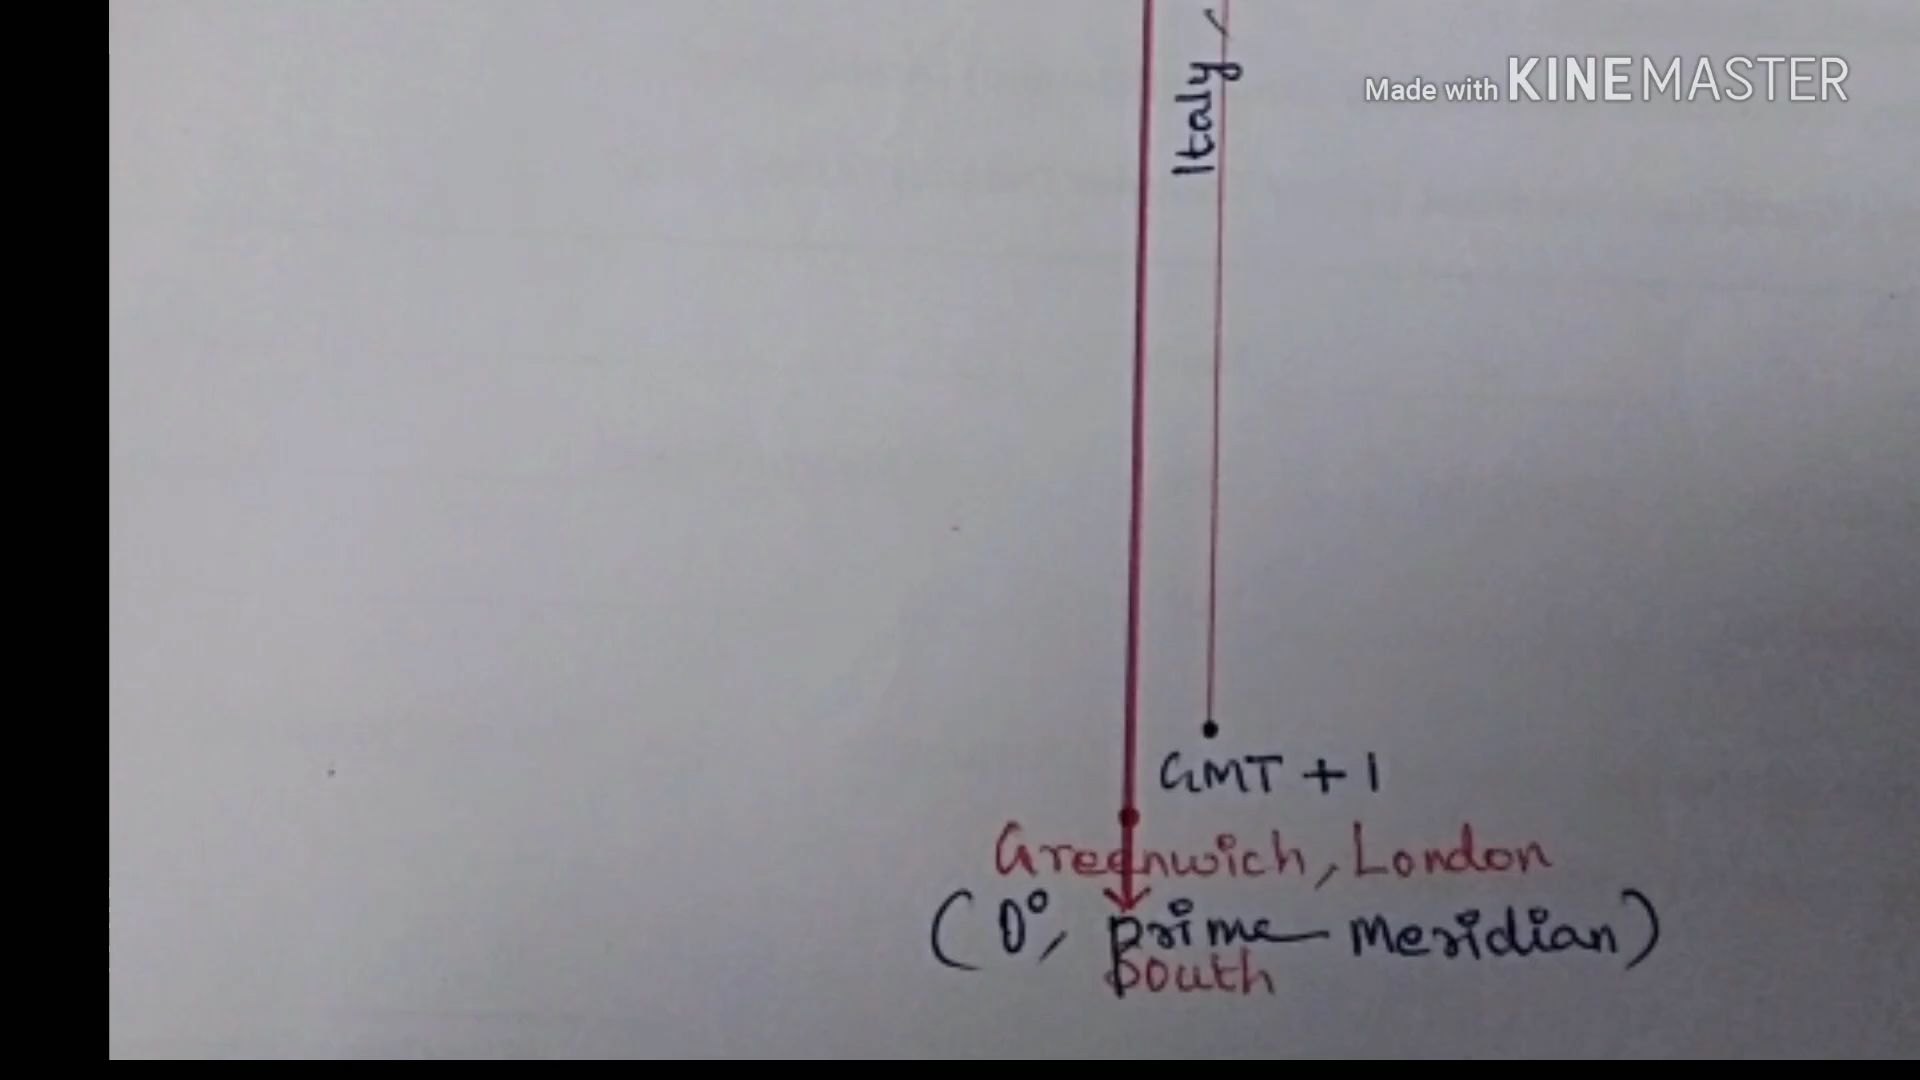 Made with KINEMASTER
Italy
GMT + 1
Greenwich, London
(0°, prime meridian)
South